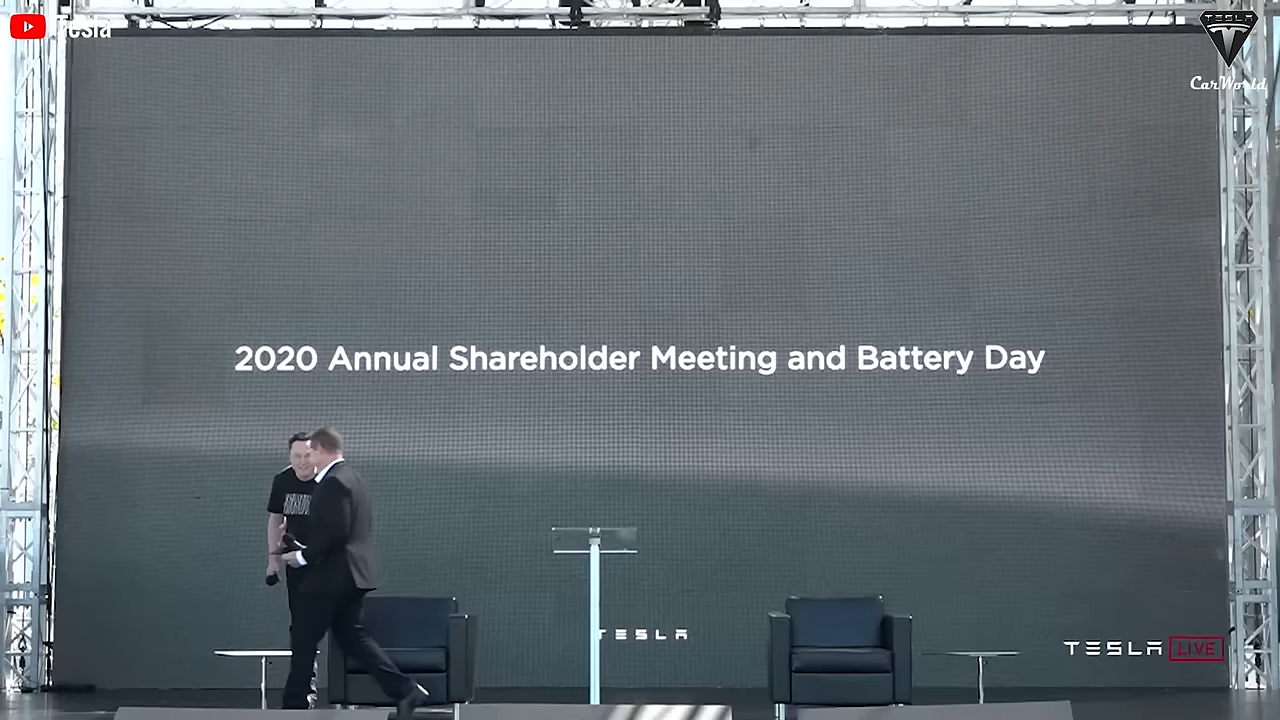 Tesla
TESLA
CarWorld
2020 Annual Shareholder Meeting and Battery Day
TESLA
TESLA LIVE